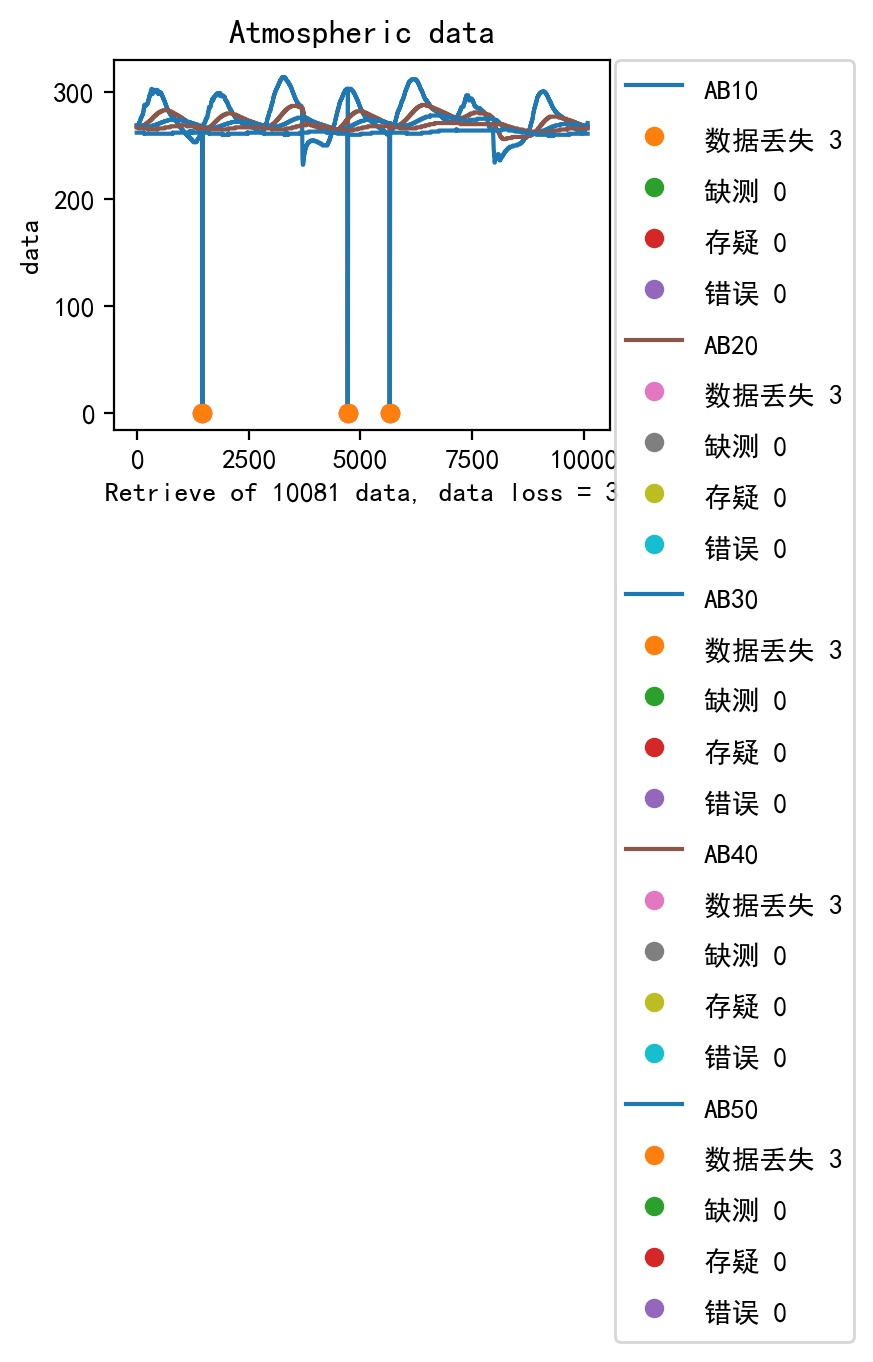 Atmospheric data
300
200
100
0
data
0 2500 5000 7500 10000
Retrieve of 10081 data, data loss = 3
AB10
数据丢失 3
缺测 0
存疑 0
错误 0
AB20
数据丢失 3
缺测 0
存疑 0
错误 0
AB30
数据丢失 3
缺测 0
存疑 0
错误 0
AB40
数据丢失 3
缺测 0
存疑 0
错误 0
AB50
数据丢失 3
缺测 0
存疑 0
错误 0